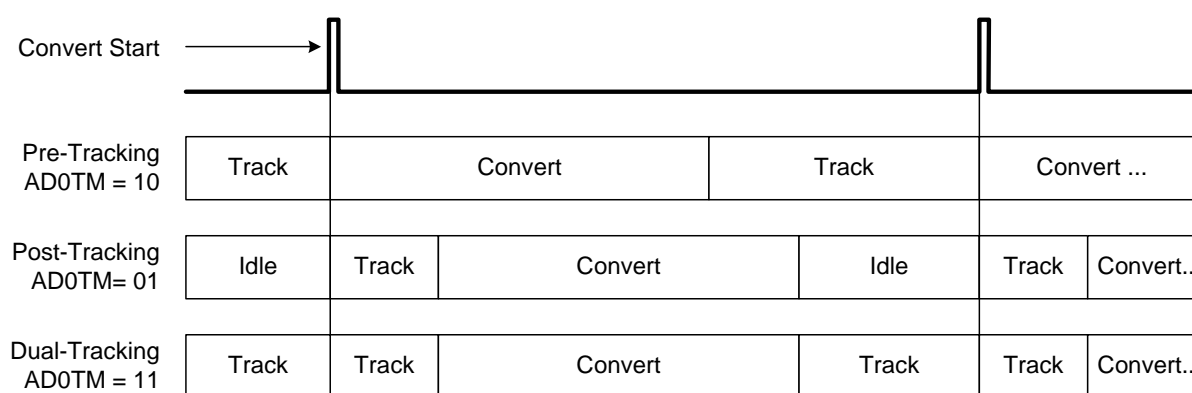 Convert Start
Pre-Tracking
AD0TM = 10
Track Convert Track Convert ...
Post-Tracking
AD0TM= 01
Idle Track Convert Idle Track Convert..
Dual-Tracking
AD0TM = 11
Track Track Convert Track Track Convert..